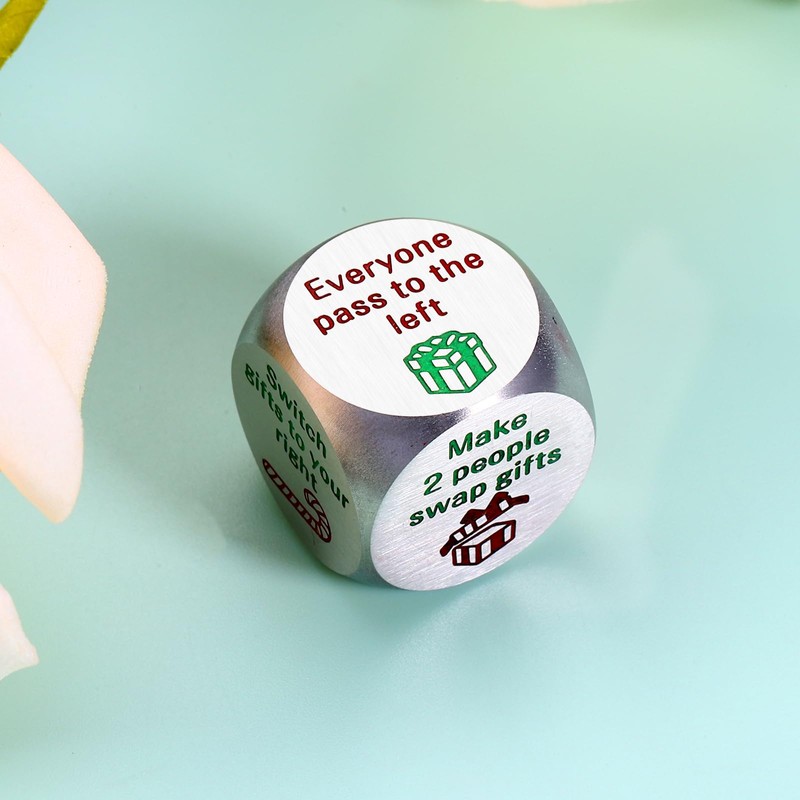 Everyone
pass to the
left
Switch
Gifts to your
right
Make
2 people
swap gifts